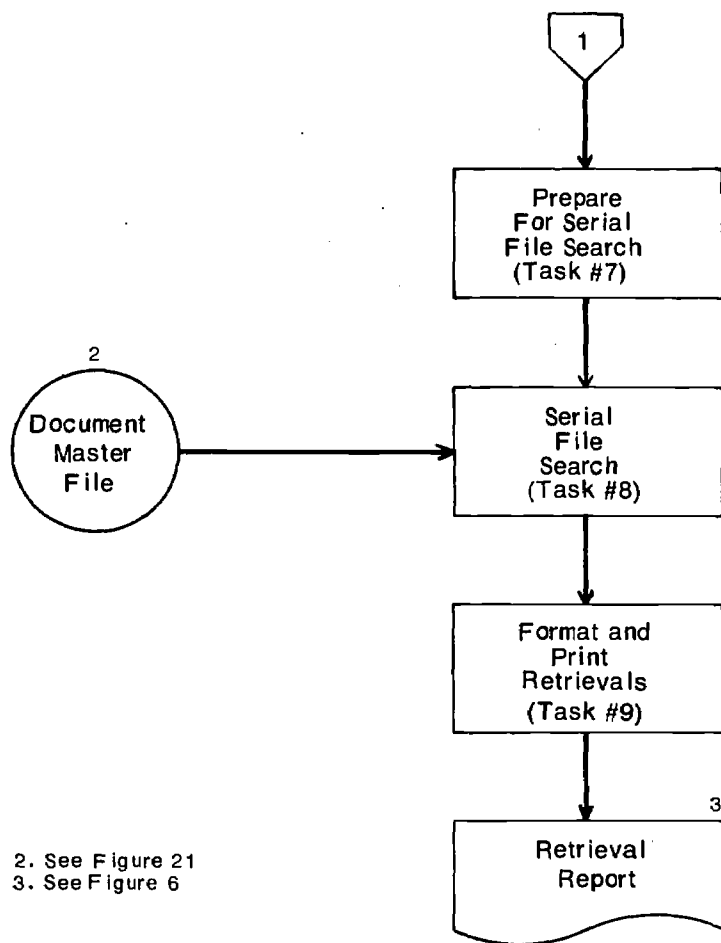 1
Prepare
For Serial
File Search
(Task #7)
2
Document
Master
File
Serial
File
Search
(Task #8)
Format and
Print
Retrievals
(Task #9)
3
Retrieval
Report
2. See Figure 21
3. See Figure 6